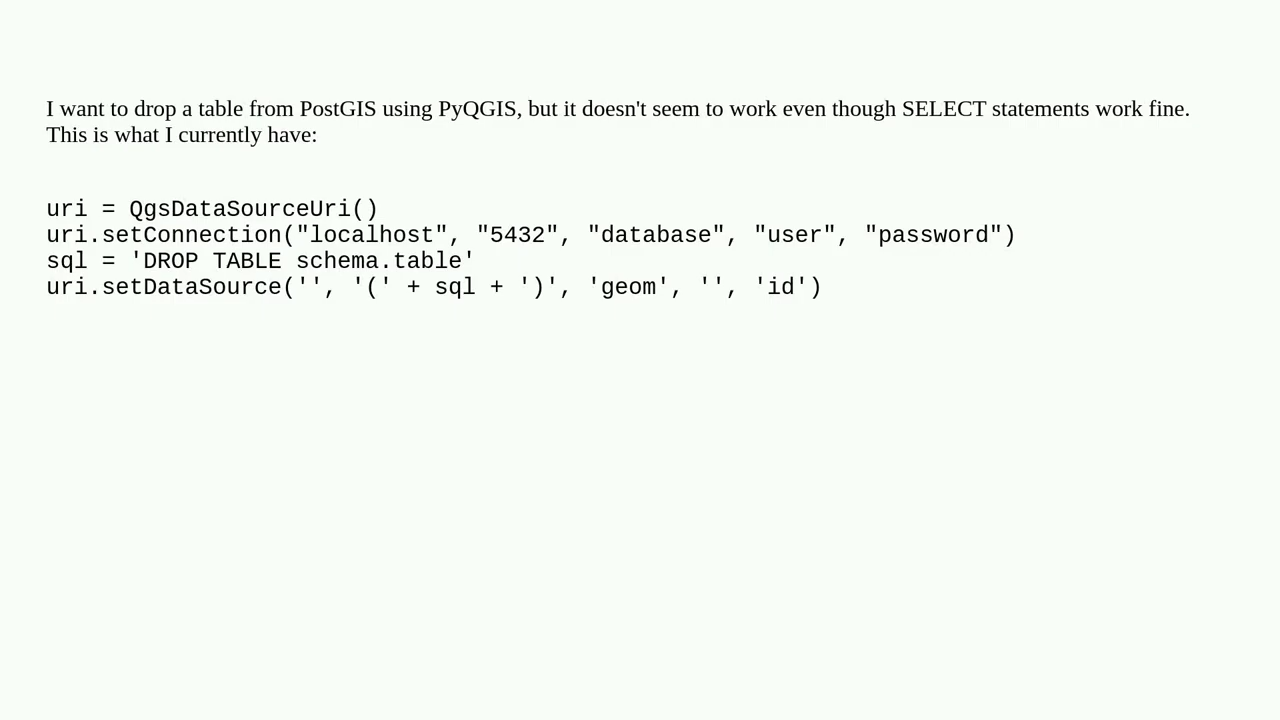 I want to drop a table from PostGIS using PyQGIS, but it doesn't seem to work even though SELECT statements work fine.
This is what I currently have:
uri = QgsDataSourceUri()
uri.setConnection("localhost", "5432", "database", "user", "password")
sql = 'DROP TABLE schema.table'
uri.setDataSource('', '(' + sql + ')', 'geom', '', 'id')